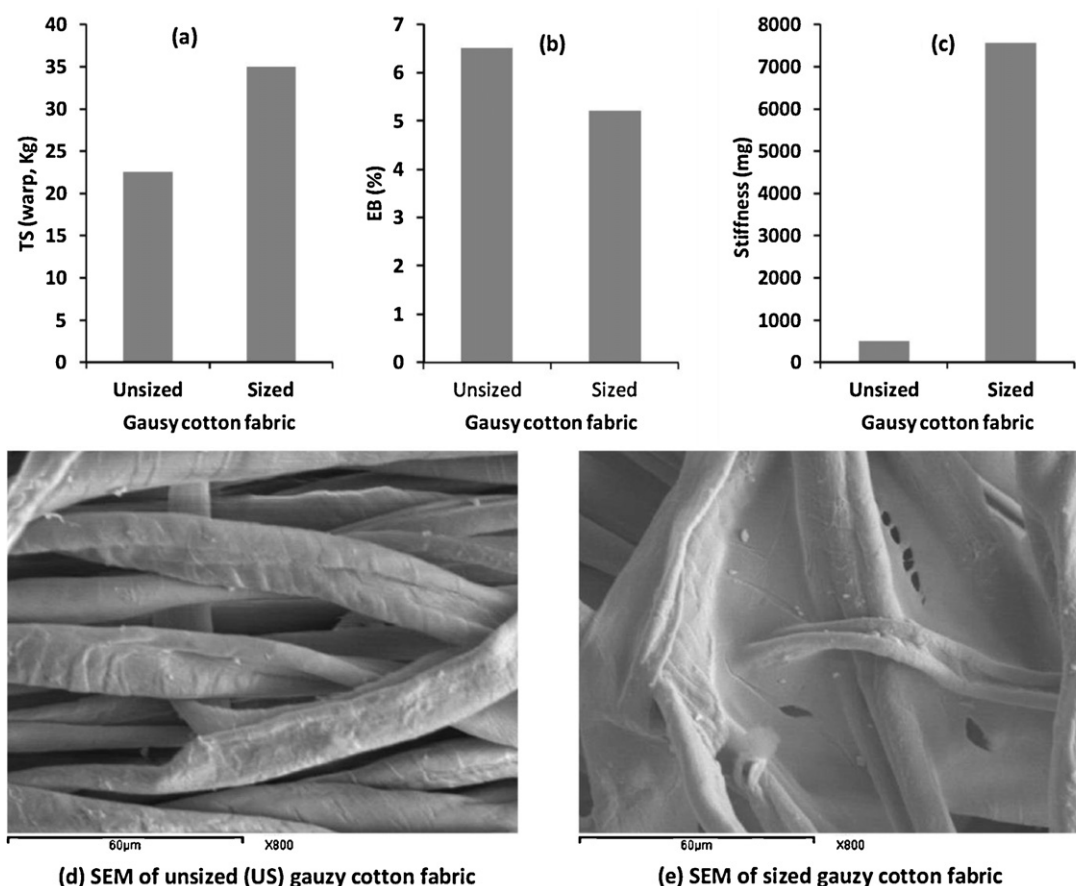 (a)
40
35
30
25
20
15
10
5
0
TS (warp, Kg)
Unsized Sized
Gausy cotton fabric
(b)
7
6
5
4
3
2
1
0
EB (%)
Unsized Sized
Gausy cotton fabric
(c)
8000
7000
6000
5000
4000
3000
2000
1000
0
Stiffness (mg)
Unsized Sized
Gausy cotton fabric
60µm X800
(d) SEM of unsized (US) gauzy cotton fabric
60µm X800
(e) SEM of sized gauzy cotton fabric